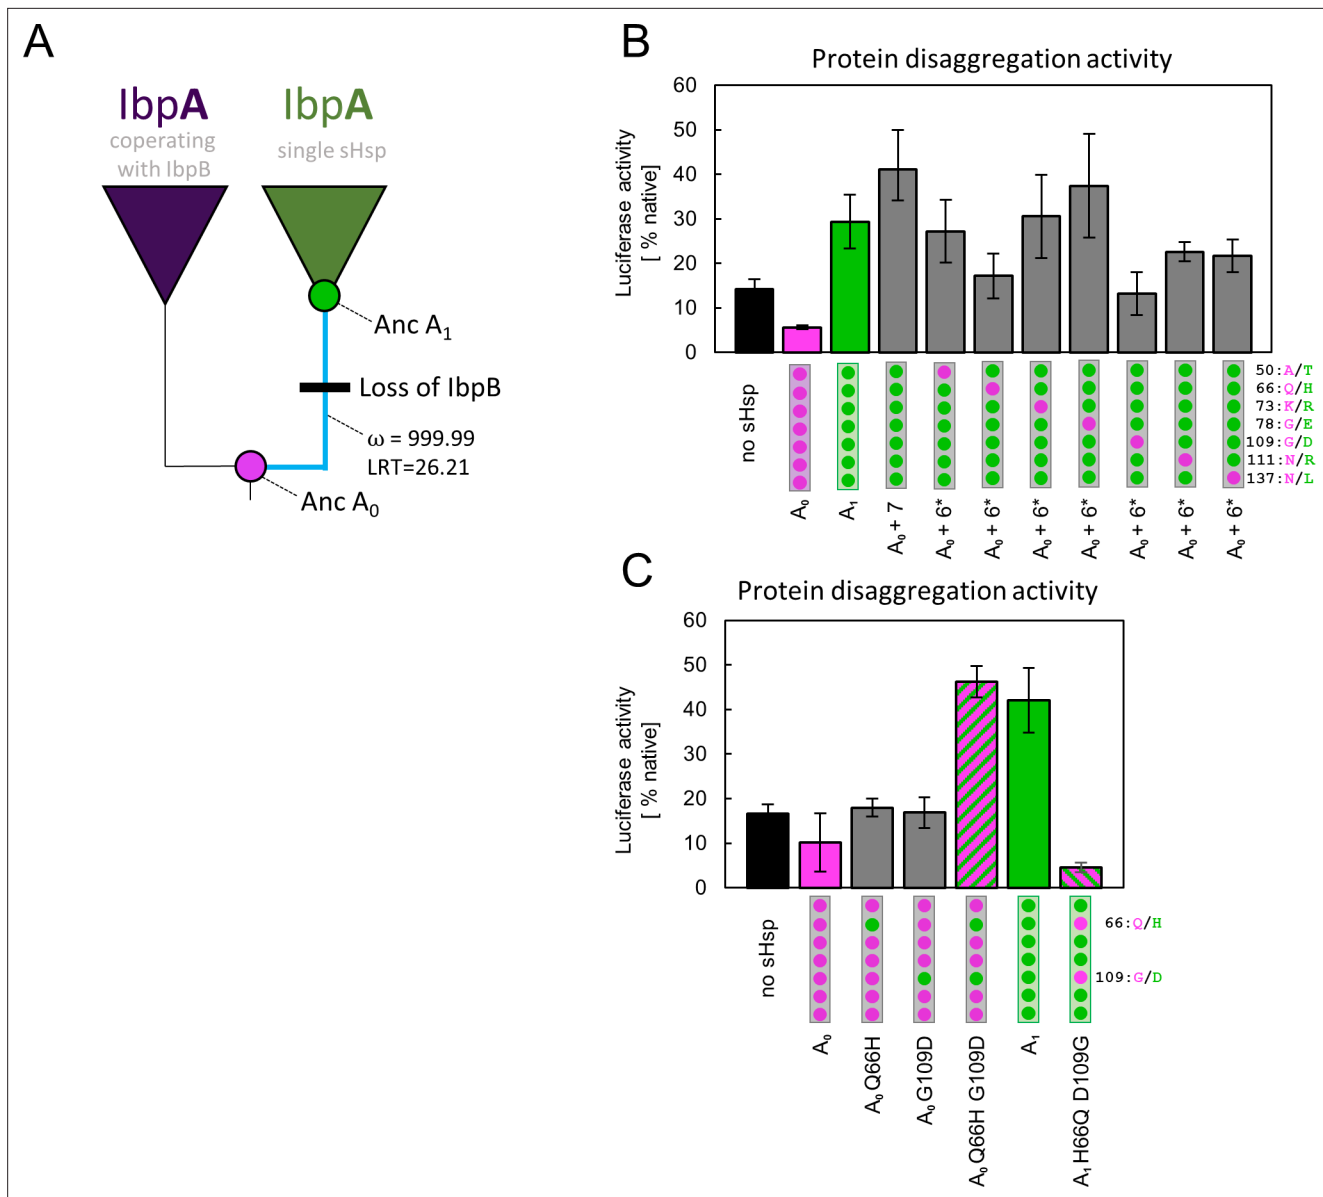 A
IbpA
coperating
with IbpB
IbpA
single sHsp
Anc A₁
Loss of IbpB
ω = 999.99
LRT=26.21
Anc A₀
B
Protein disaggregation activity
Luciferase activity
[ % native]
60
50
40
30
20
10
0
no sHsp
A₀
A₁
A₀ + 7
A₀ + 6*
A₀ + 6*
A₀ + 6*
A₀ + 6*
A₀ + 6*
A₀ + 6*
A₀ + 6*
50:A/T
66:Q/H
73:K/R
78:G/E
109:G/D
111:N/R
137:N/L
C
Protein disaggregation activity
Luciferase activity
[ % native]
60
50
40
30
20
10
0
no sHsp
A₀
A₀ Q66H
A₀ G109D
A₀ Q66H G109D
A₁
A₁ H66Q D109G
66:Q/H
109:G/D